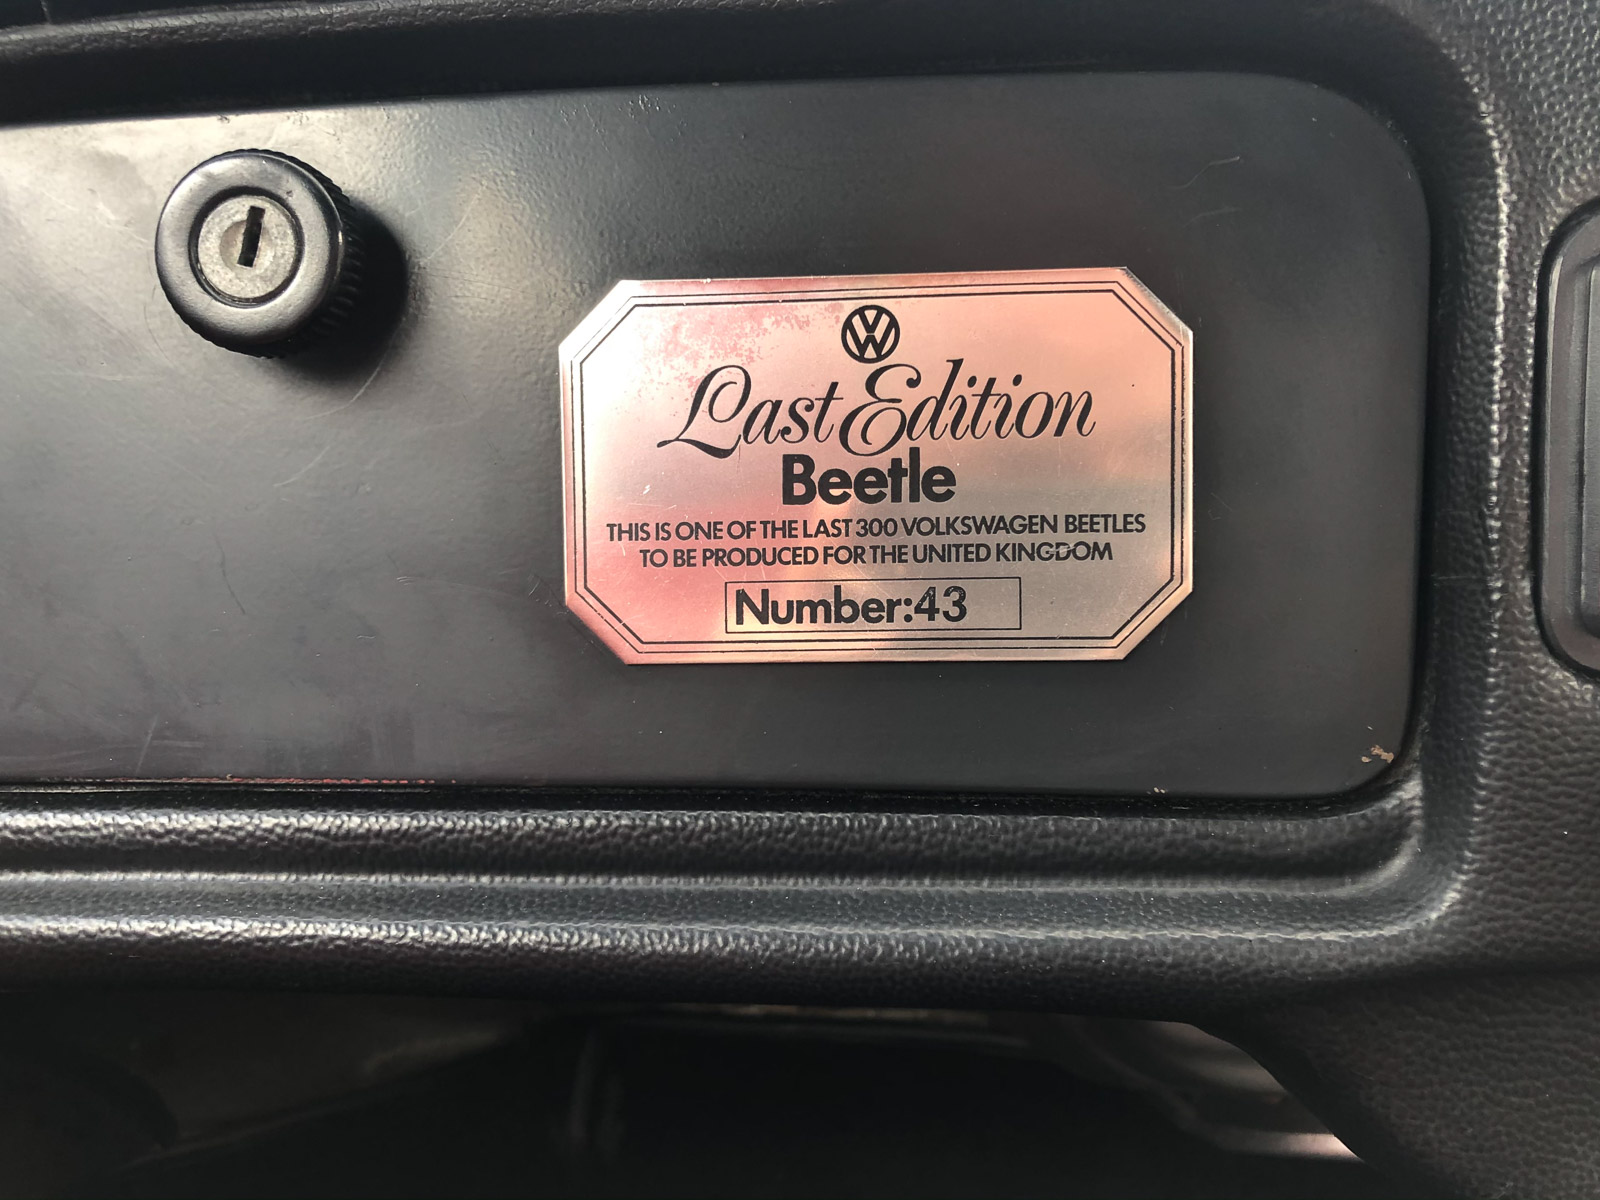 Last Edition
Beetle
THIS IS ONE OF THE LAST 300 VOLKSWAGEN BEETLES
TO BE PRODUCED FOR THE UNITED KINGDOM
Number:43